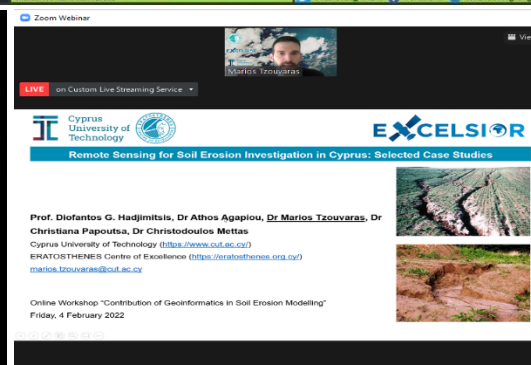 Zoom Webinar
View
Marios Tzouvaras
LIVE on Custom Live Streaming Service
Cyprus
University of
Technology
EXCELSIOR
Remote Sensing for Soil Erosion Investigation in Cyprus: Selected Case Studies
Prof. Diofantos G. Hadjimitsis, Dr Athos Agapiou, Dr Marios Tzouvaras, Dr
Christiana Papoutsa, Dr Christodoulos Mettas
Cyprus University of Technology (https://www.cut.ac.cy/)
ERATOSTHENES Centre of Excellence (https://eratosthenes.org.cy/)
marios.tzouvaras@cut.ac.cy
Online Workshop "Contribution of Geoinformatics in Soil Erosion Modelling"
Friday, 4 February 2022